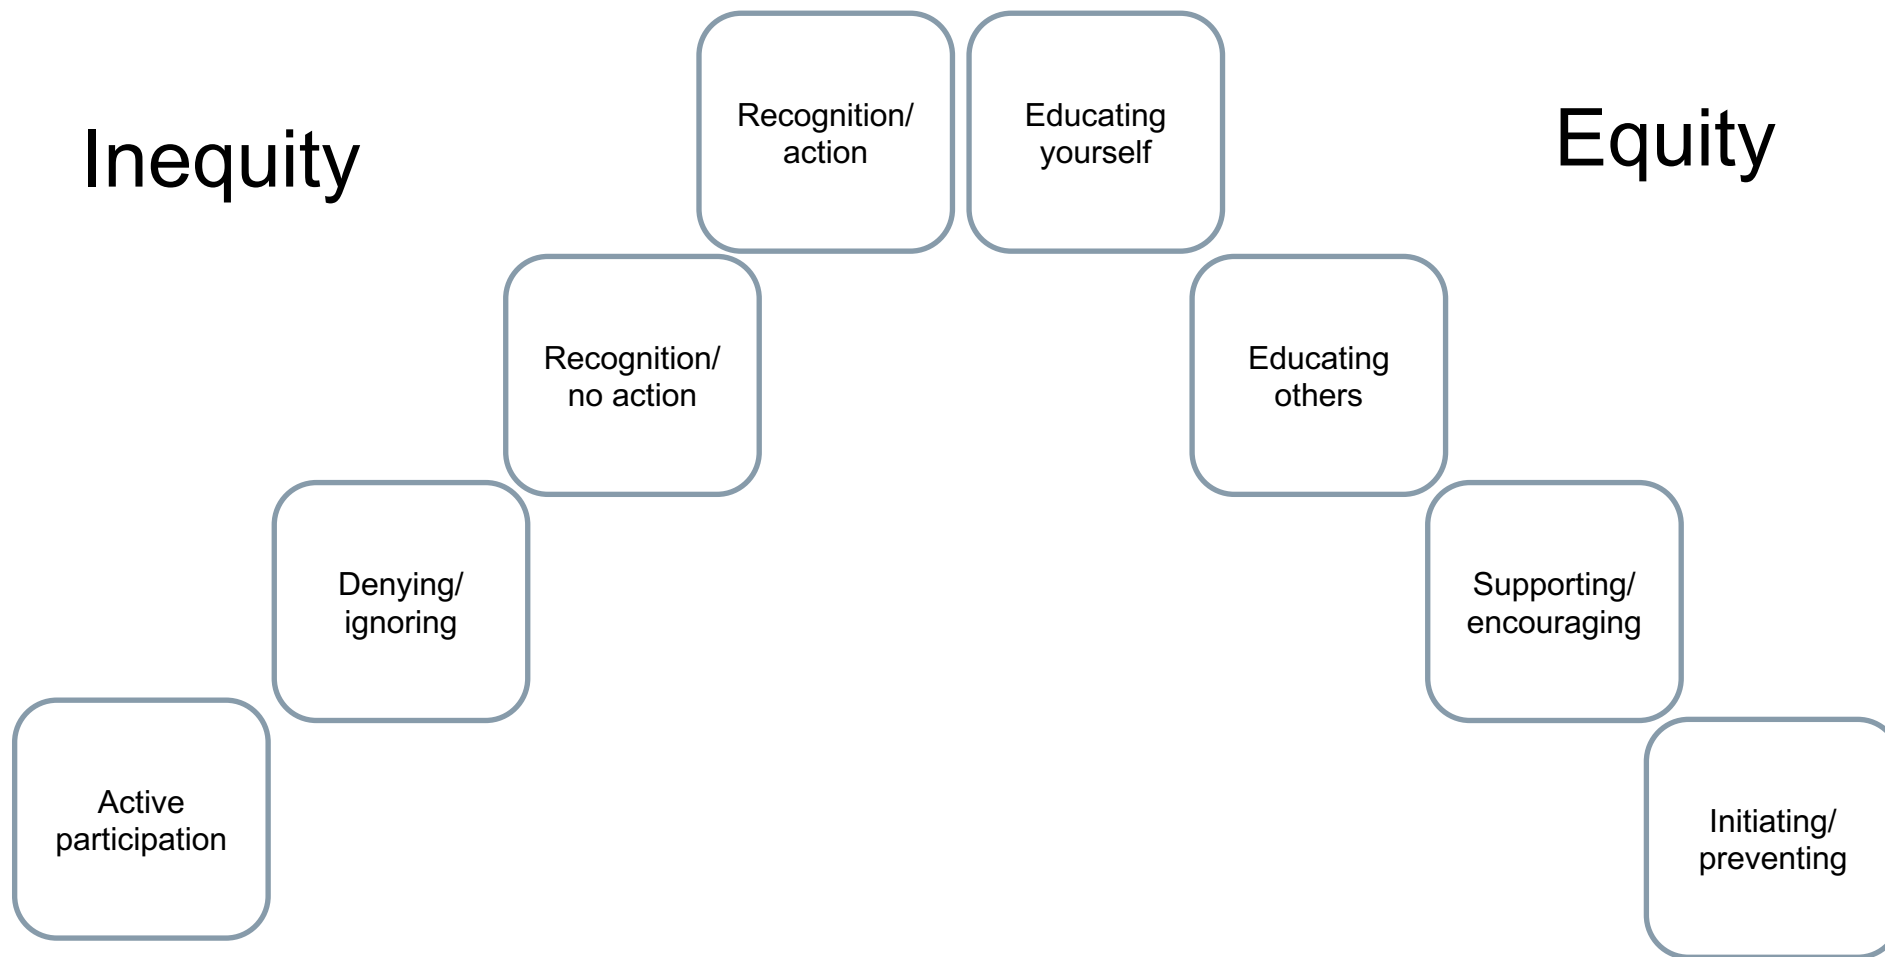 Inequity
Equity
Active
participation
Denying/
ignoring
Recognition/
no action
Recognition/
action
Educating
yourself
Educating
others
Supporting/
encouraging
Initiating/
preventing